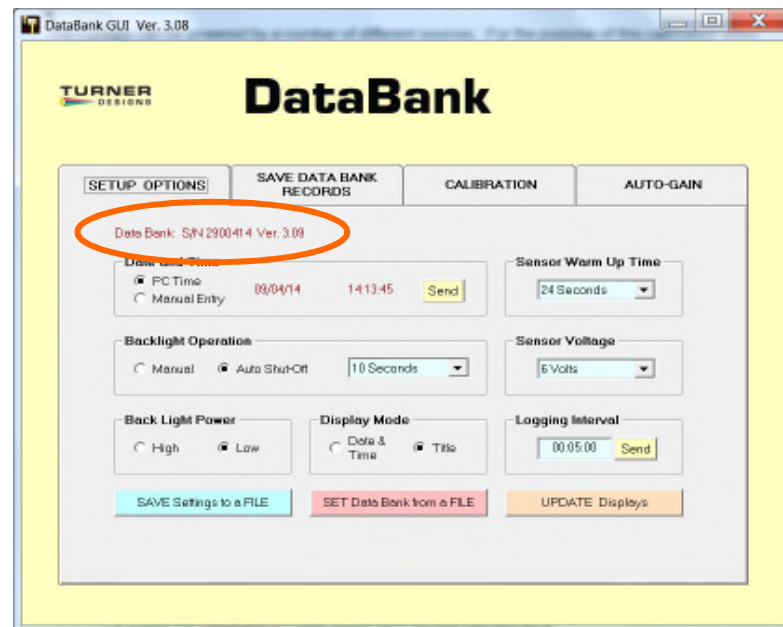 DataBank GUI Ver. 3.08
TURNER
DESIGNS
DataBank
SETUP OPTIONS
SAVE DATA BANK
RECORDS
CALIBRATION
AUTO-GAIN
Data Bank: S/N 2900414 Ver. 3.09
Date and Time
PC Time
Manual Entry
09/04/14
14:13:45
Send
Sensor Warm Up Time
24 Seconds
Backlight Operation
Manual
Auto Shut-Off
10 Seconds
Sensor Voltage
6 Volts
Back Light Power
High
Low
Display Mode
Date &
Time
Title
Logging Interval
00:05:00
Send
SAVE Settings to a FILE
SET Data Bank from a FILE
UPDATE Displays